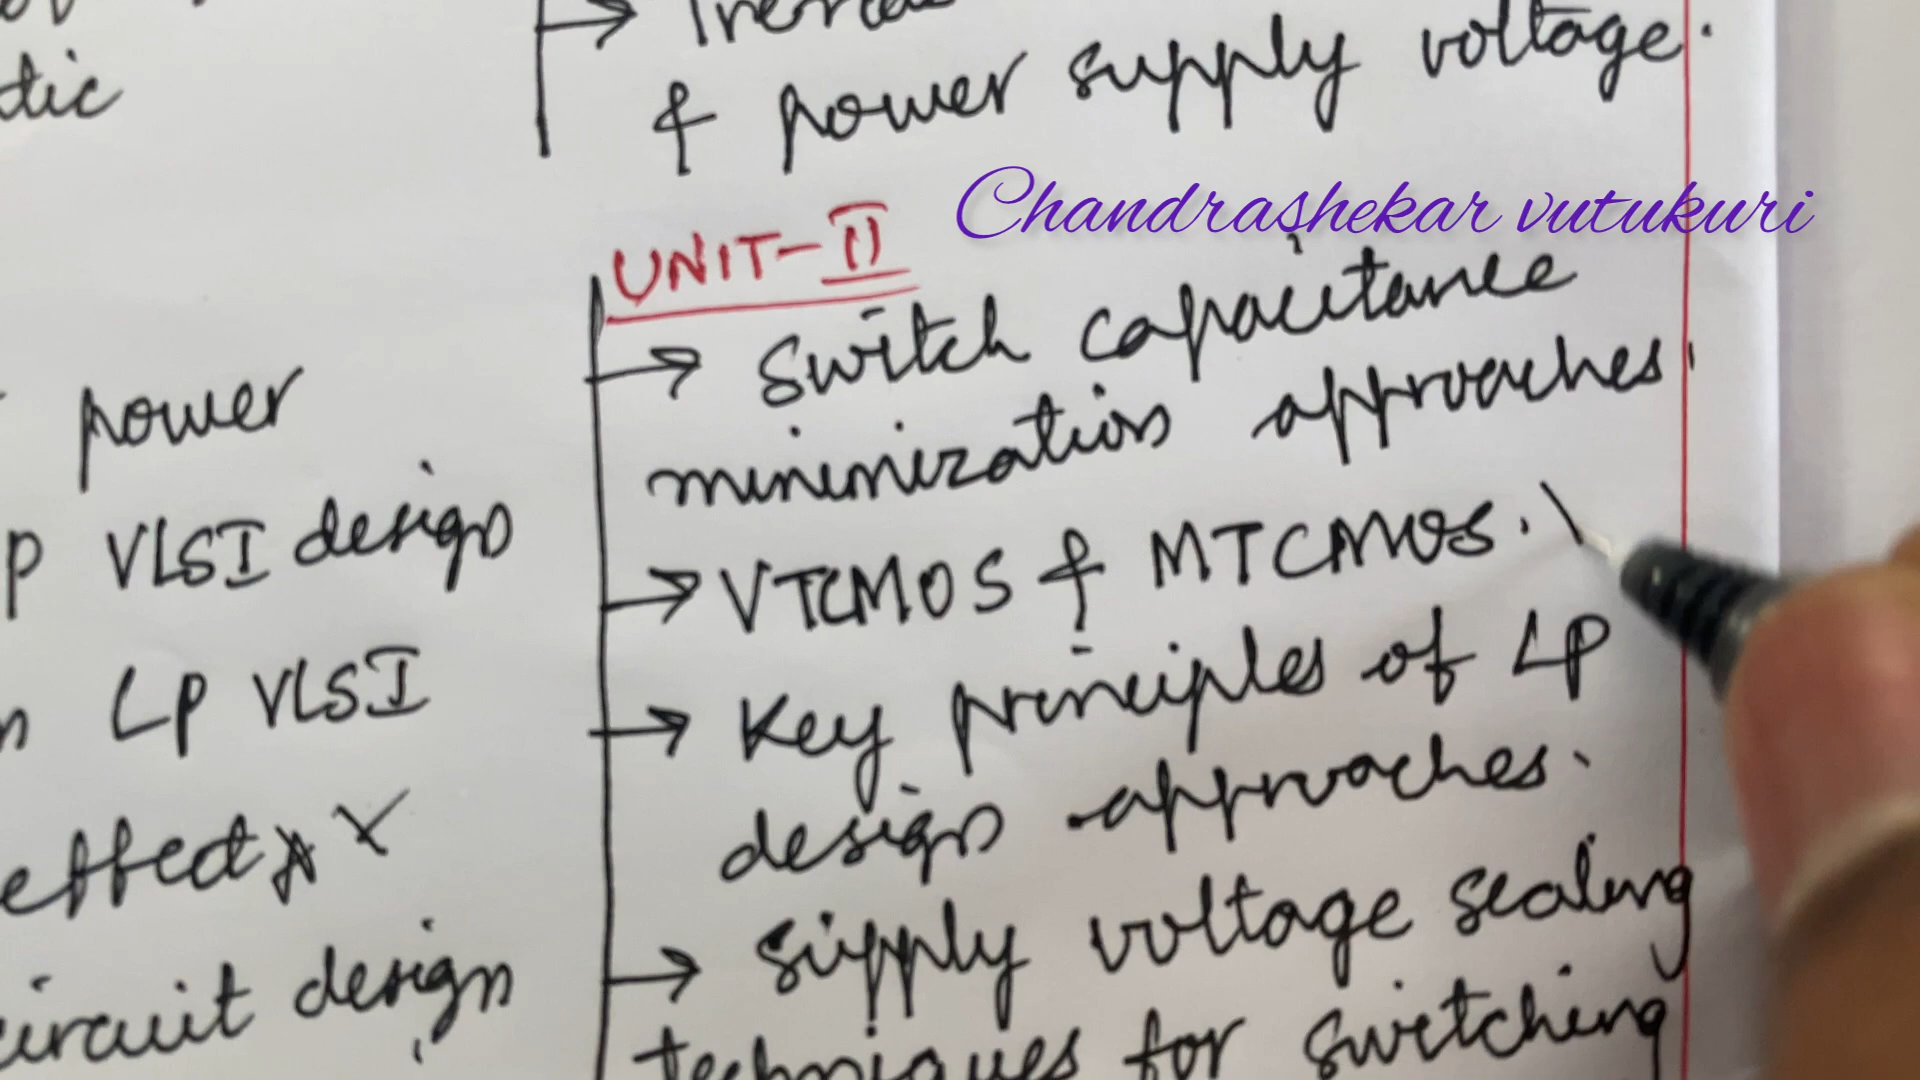 tic
power
P VLSI design
LP VLSI
effect
circuit design
& power supply voltage.
Chandrashekar vutukuri
UNIT-II
→ Switch capacitance
minimization approaches.
→ VTCMOS & MTCMOS.
→ Key principles of LP
design approaches.
→ Supply voltage scaling
techniques for switching